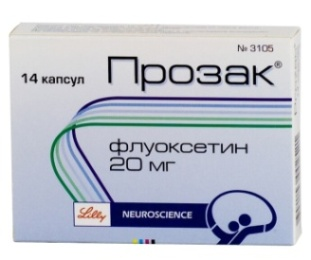 № 3105
14 капсул
Прозак®
флуоксетин
20 мг
Lilly
NEUROSCIENCE